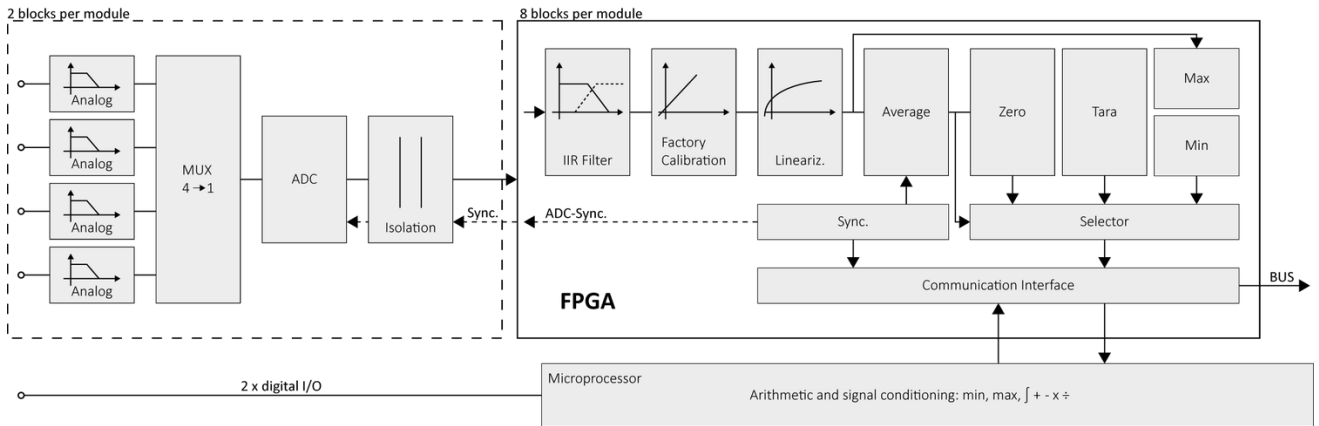 2 blocks per module
8 blocks per module
Analog
Analog
Analog
Analog
MUX
4 → 1
ADC
Isolation
Sync.
ADC-Sync.
IIR Filter
Factory
Calibration
Lineariz.
Average
Zero
Tara
Max
Min
Sync.
Selector
Communication Interface
BUS
FPGA
2 x digital I/O
Microprocessor
Arithmetic and signal conditioning: min, max, ∫ + - x ÷